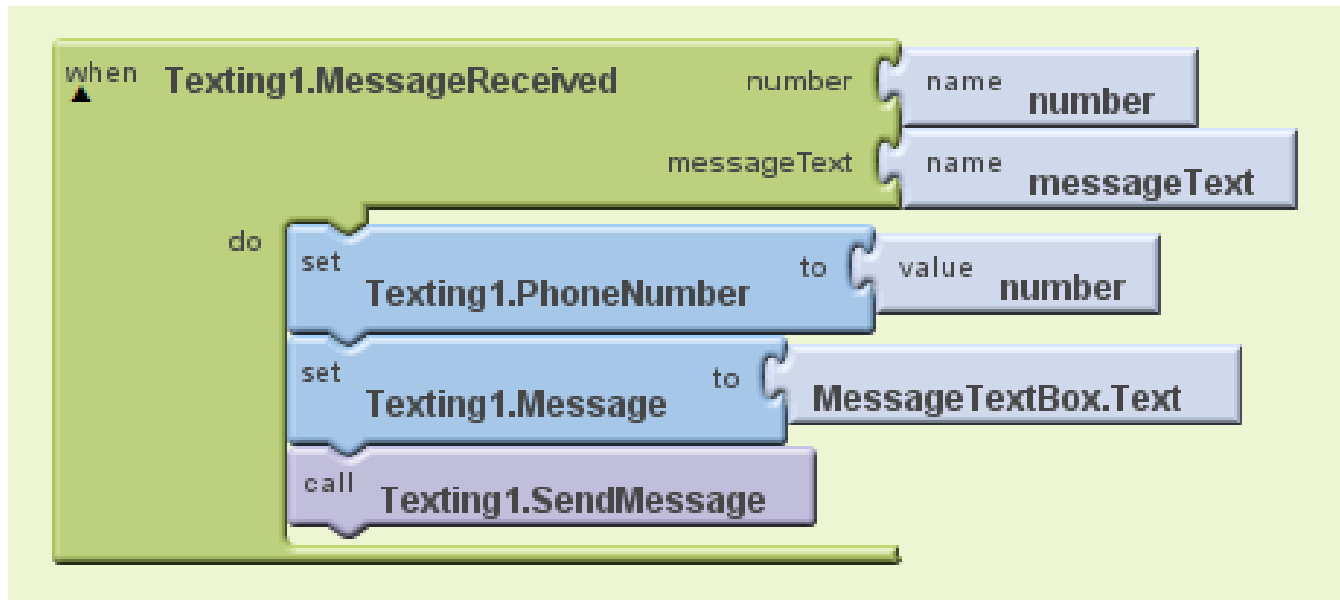 when Texting1.MessageReceived number name number
messageText name messageText
do
set Texting1.PhoneNumber to value number
set Texting1.Message to MessageTextBox.Text
call Texting1.SendMessage